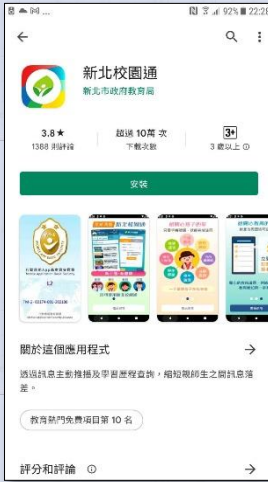 92% 22:28
新北校園通
新北市政府教育局
3.8★
1388 則評論
超過 10萬 次
下載次數
3+
3 歲以上
安裝
L2
關於這個應用程式
透過訊息主動推播及學習歷程查詢，縮短親師生之間訊息落
差。
教育熱門免費項目第 10 名
評分和評論